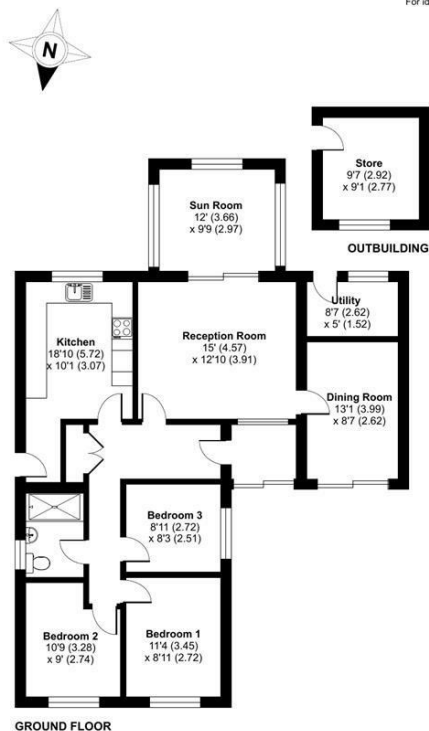 For id
N
Store
9'7 (2.92)
x 9'1 (2.77)
OUTBUILDING
Sun Room
12' (3.66)
x 9'9 (2.97)
Utility
8'7 (2.62)
x 5' (1.52)
Kitchen
18'10 (5.72)
x 10'1 (3.07)
Reception Room
15' (4.57)
x 12'10 (3.91)
Dining Room
13'1 (3.99)
x 8'7 (2.62)
Bedroom 3
8'11 (2.72)
x 8'3 (2.51)
Bedroom 2
10'9 (3.28)
x 9' (2.74)
Bedroom 1
11'4 (3.45)
x 8'11 (2.72)
GROUND FLOOR